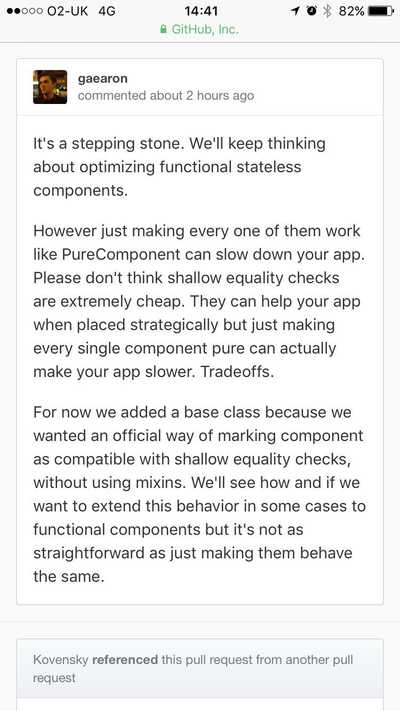 O2-UK 4G 14:41 82%
GitHub, Inc.
gaearon
commented about 2 hours ago
It's a stepping stone. We'll keep thinking
about optimizing functional stateless
components.
However just making every one of them work
like PureComponent can slow down your app.
Please don't think shallow equality checks
are extremely cheap. They can help your app
when placed strategically but just making
every single component pure can actually
make your app slower. Tradeoffs.
For now we added a base class because we
wanted an official way of marking component
as compatible with shallow equality checks,
without using mixins. We'll see how and if we
want to extend this behavior in some cases to
functional components but it's not as
straightforward as just making them behave
the same.
Kovensky referenced this pull request from another pull
request